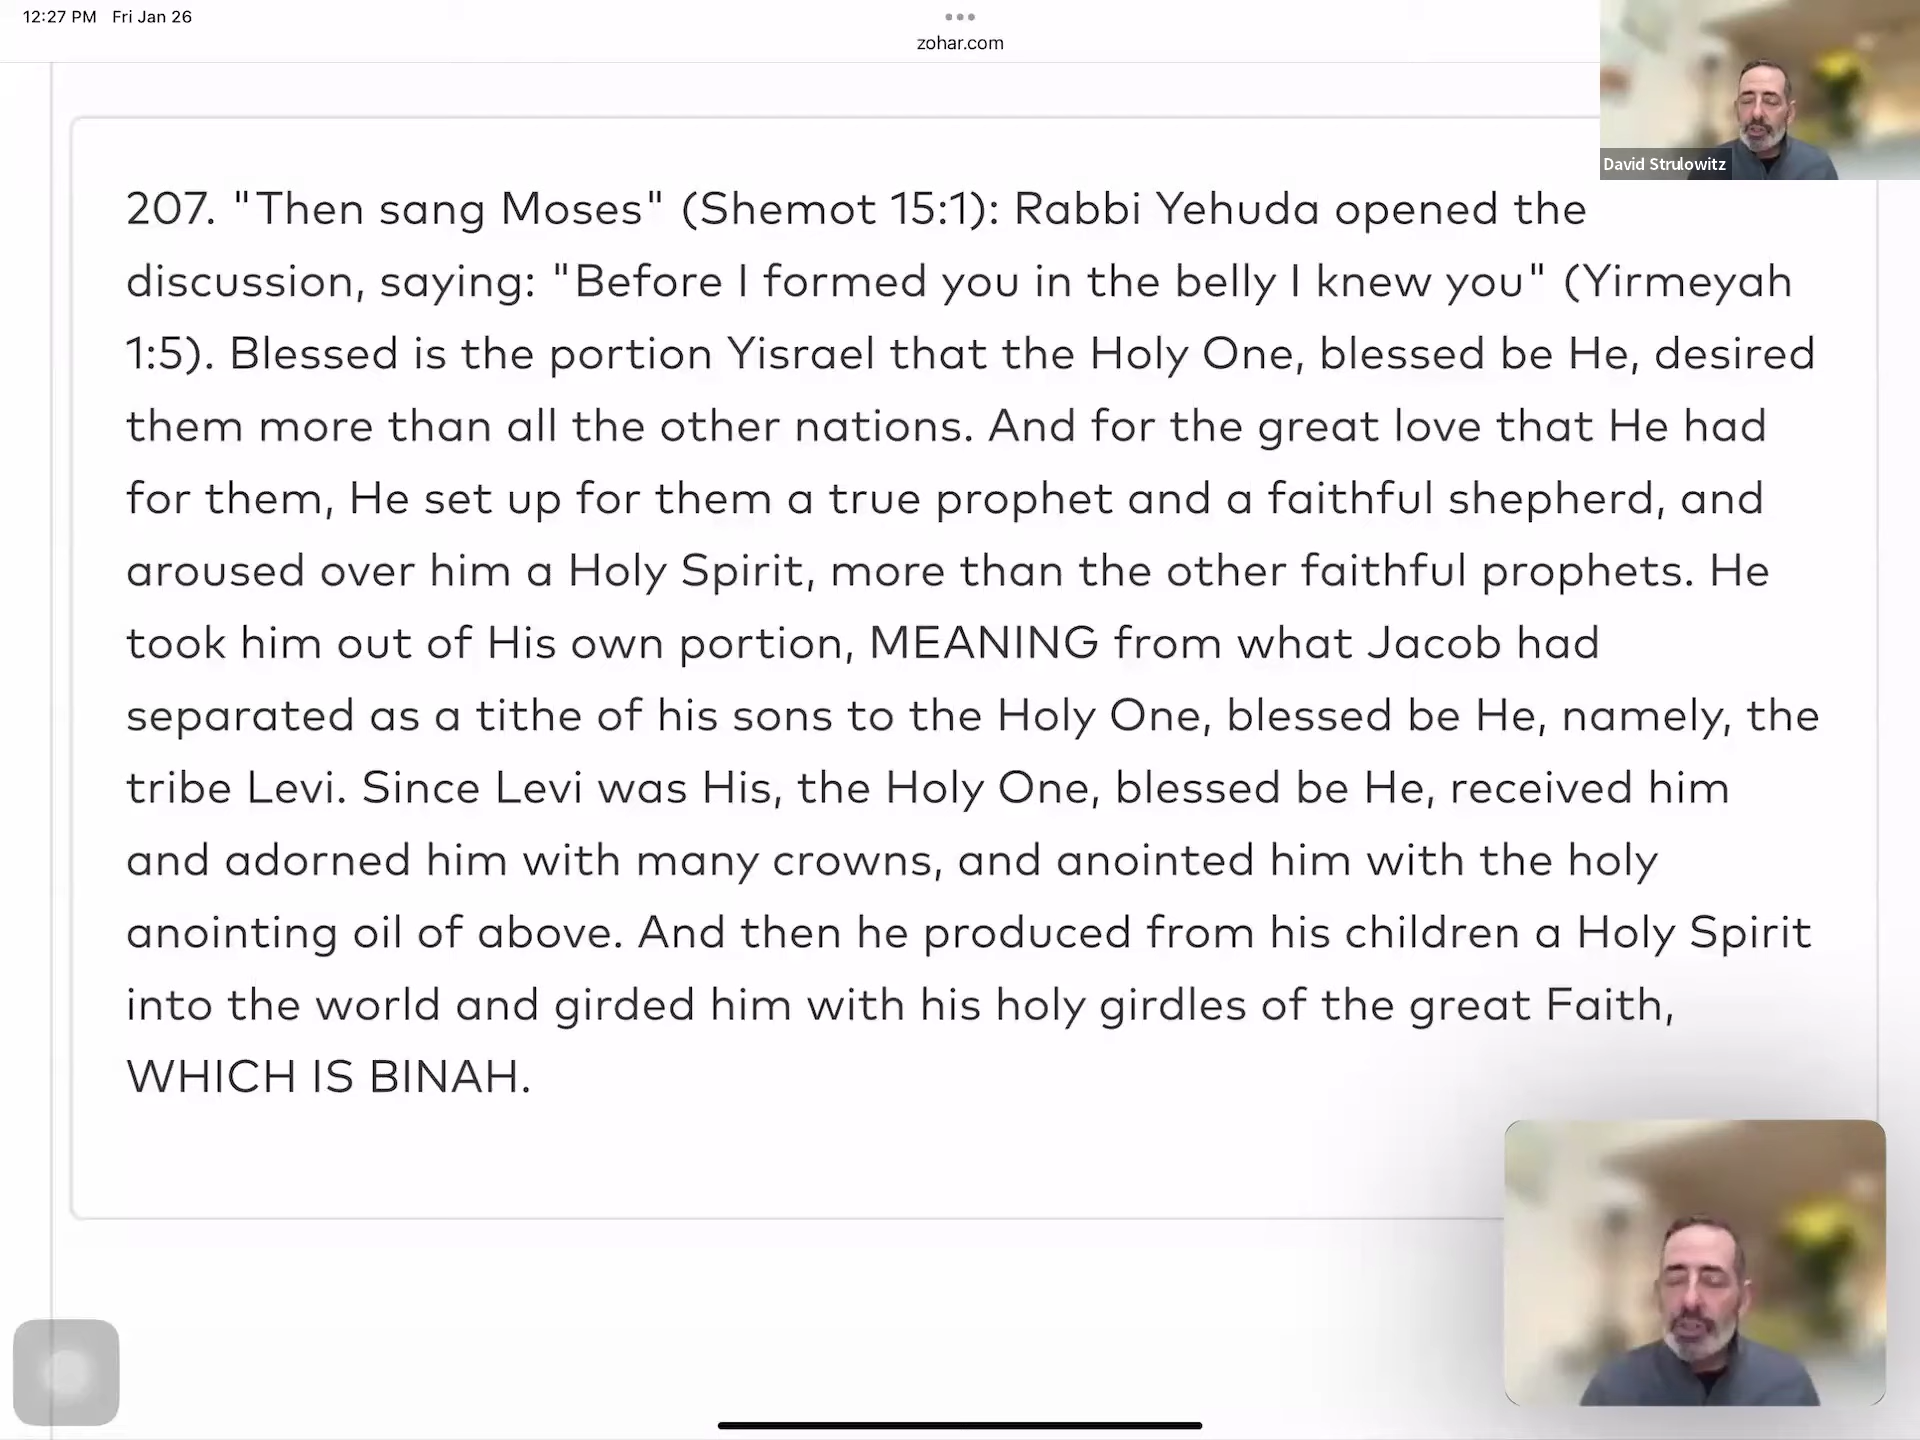 12:27 PM Fri Jan 26
zohar.com
David Strulowitz
207. "Then sang Moses" (Shemot 15:1): Rabbi Yehuda opened the
discussion, saying: "Before I formed you in the belly I knew you" (Yirmeyah
1:5). Blessed is the portion Yisrael that the Holy One, blessed be He, desired
them more than all the other nations. And for the great love that He had
for them, He set up for them a true prophet and a faithful shepherd, and
aroused over him a Holy Spirit, more than the other faithful prophets. He
took him out of His own portion, MEANING from what Jacob had
separated as a tithe of his sons to the Holy One, blessed be He, namely, the
tribe Levi. Since Levi was His, the Holy One, blessed be He, received him
and adorned him with many crowns, and anointed him with the holy
anointing oil of above. And then he produced from his children a Holy Spirit
into the world and girded him with his holy girdles of the great Faith,
WHICH IS BINAH.